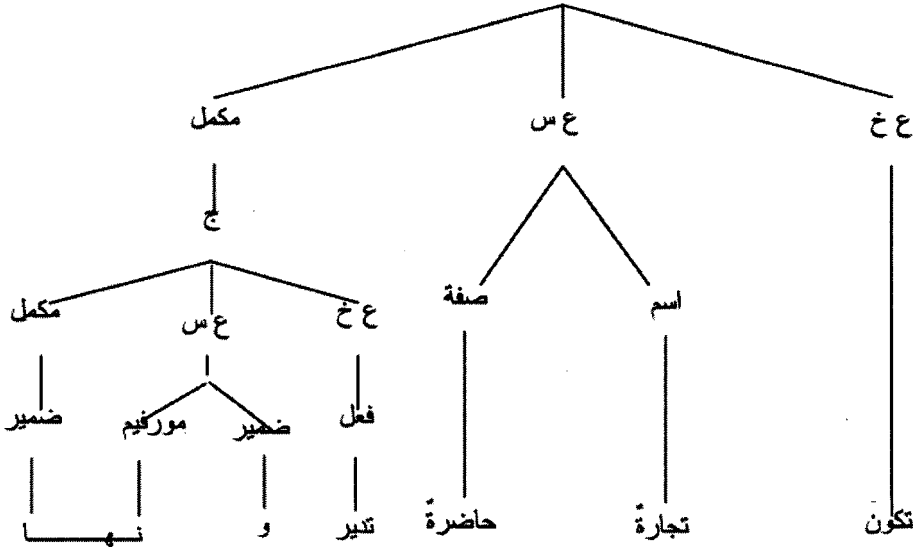 ع خ ع س مكمل
ج
اسم صفة
ع خ ع س مكمل
فعل ضمير مورفيم ضمير
تكون تجارةٌ حاضرةٌ تدير و نـهـا